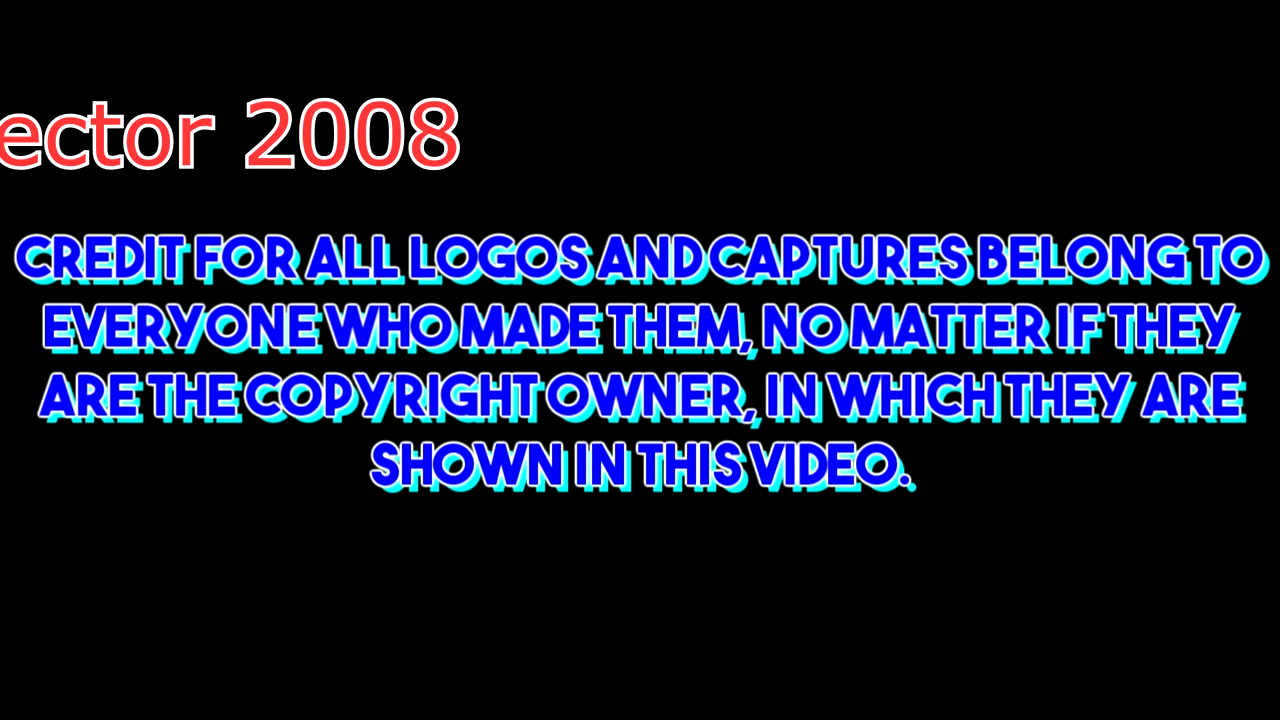 ector 2008
CREDIT FOR ALL LOGOS AND CAPTURES BELONG TO
EVERYONE WHO MADE THEM, NO MATTER IF THEY
ARE THE COPYRIGHT OWNER, IN WHICH THEY ARE
SHOWN IN THIS VIDEO.